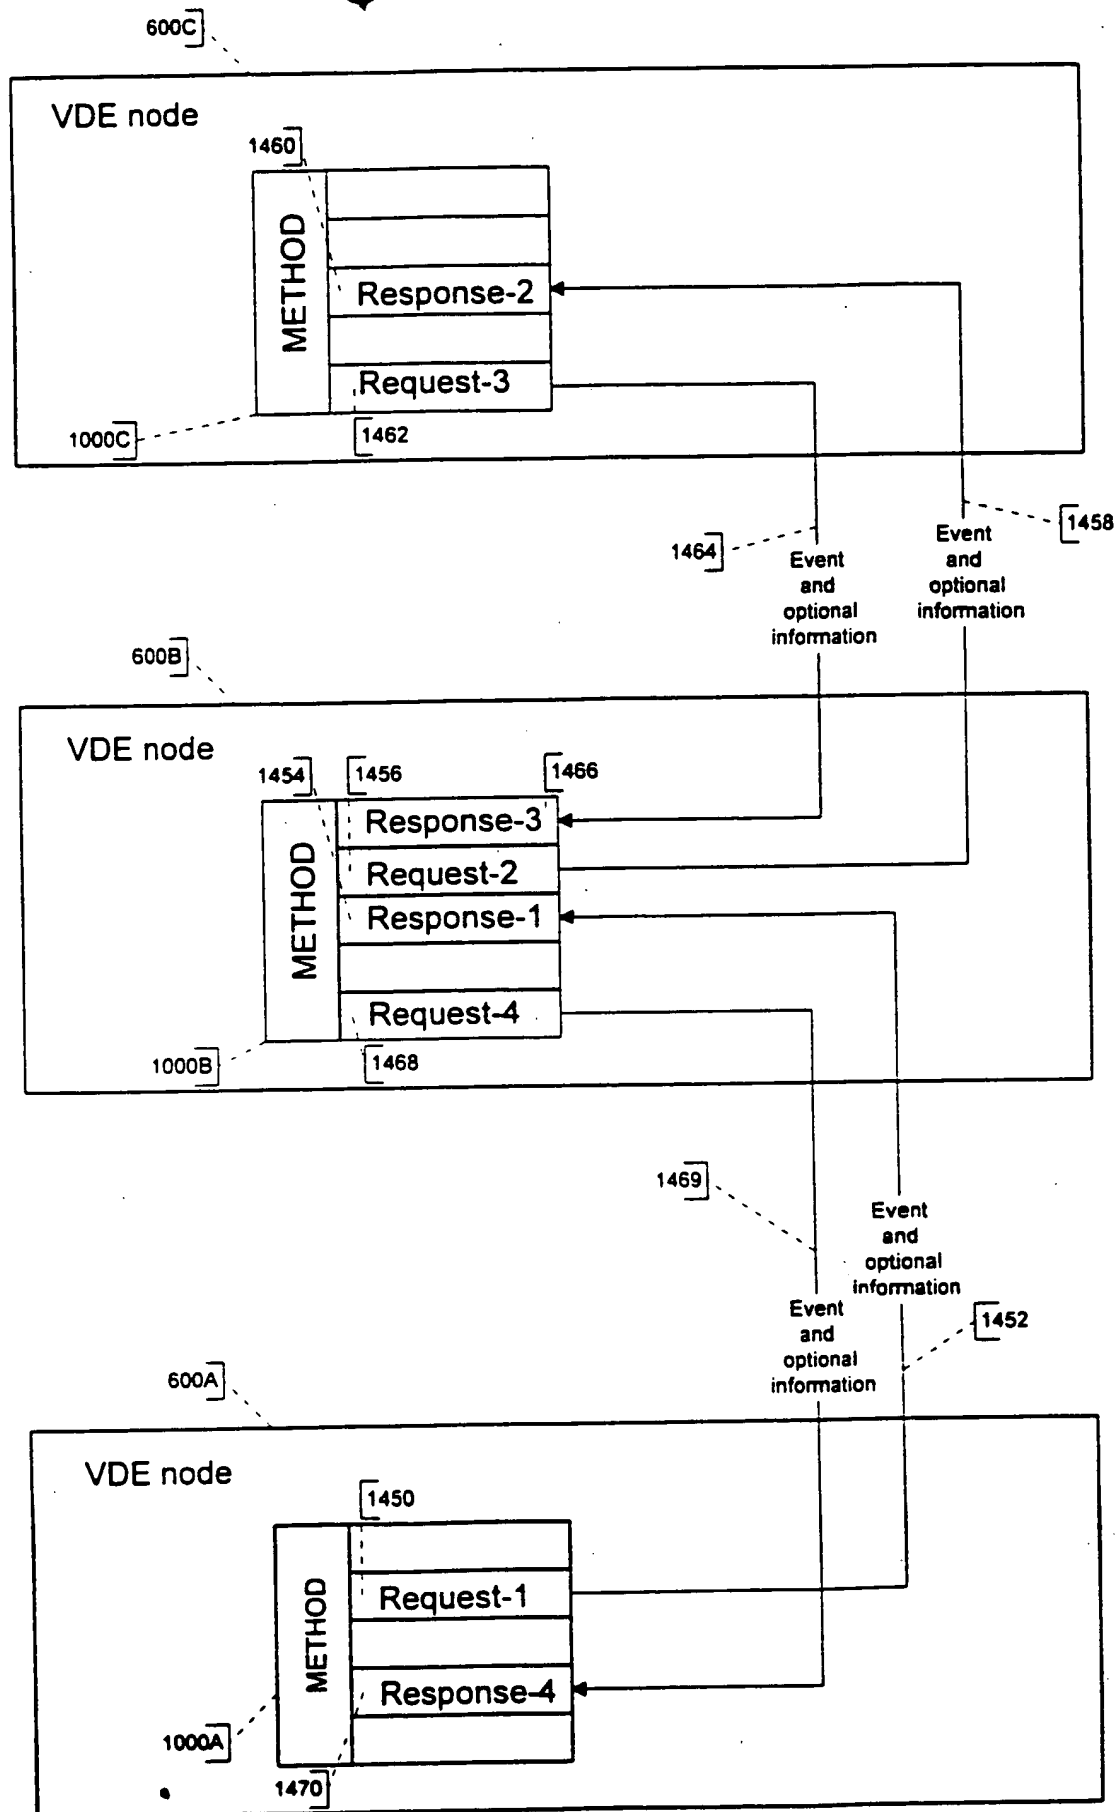 600C
VDE node
1460
METHOD
Response-2
Request-3
1000C
1462
1458
1464
Event
and
optional
information
Event
and
optional
information
600B
VDE node
1454
1456
1466
METHOD
Response-3
Request-2
Response-1
Request-4
1000B
1468
1469
Event
and
optional
information
Event
and
optional
information
1452
600A
VDE node
1450
METHOD
Request-1
Response-4
1000A
1470